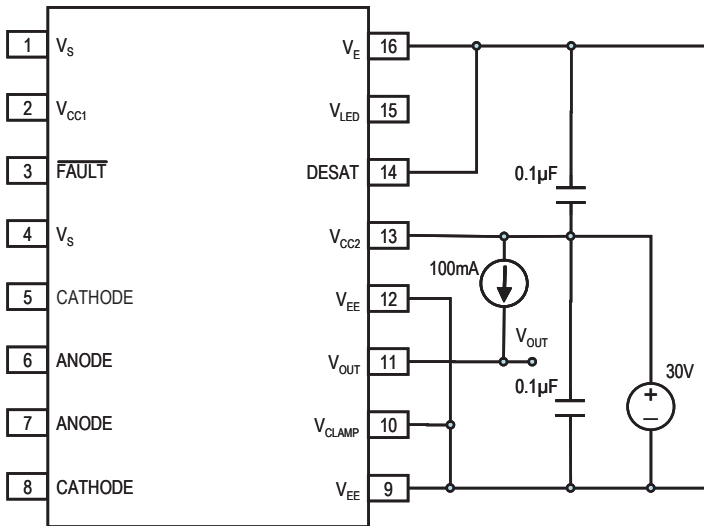 1 V_S V_E 16
2 V_CC1 V_LED 15
3 FAULT DESAT 14
0.1µF
4 V_S V_CC2 13
100mA
5 CATHODE V_EE 12
6 ANODE V_OUT 11
V_OUT
0.1µF
30V
7 ANODE V_CLAMP 10
+
–
8 CATHODE V_EE 9